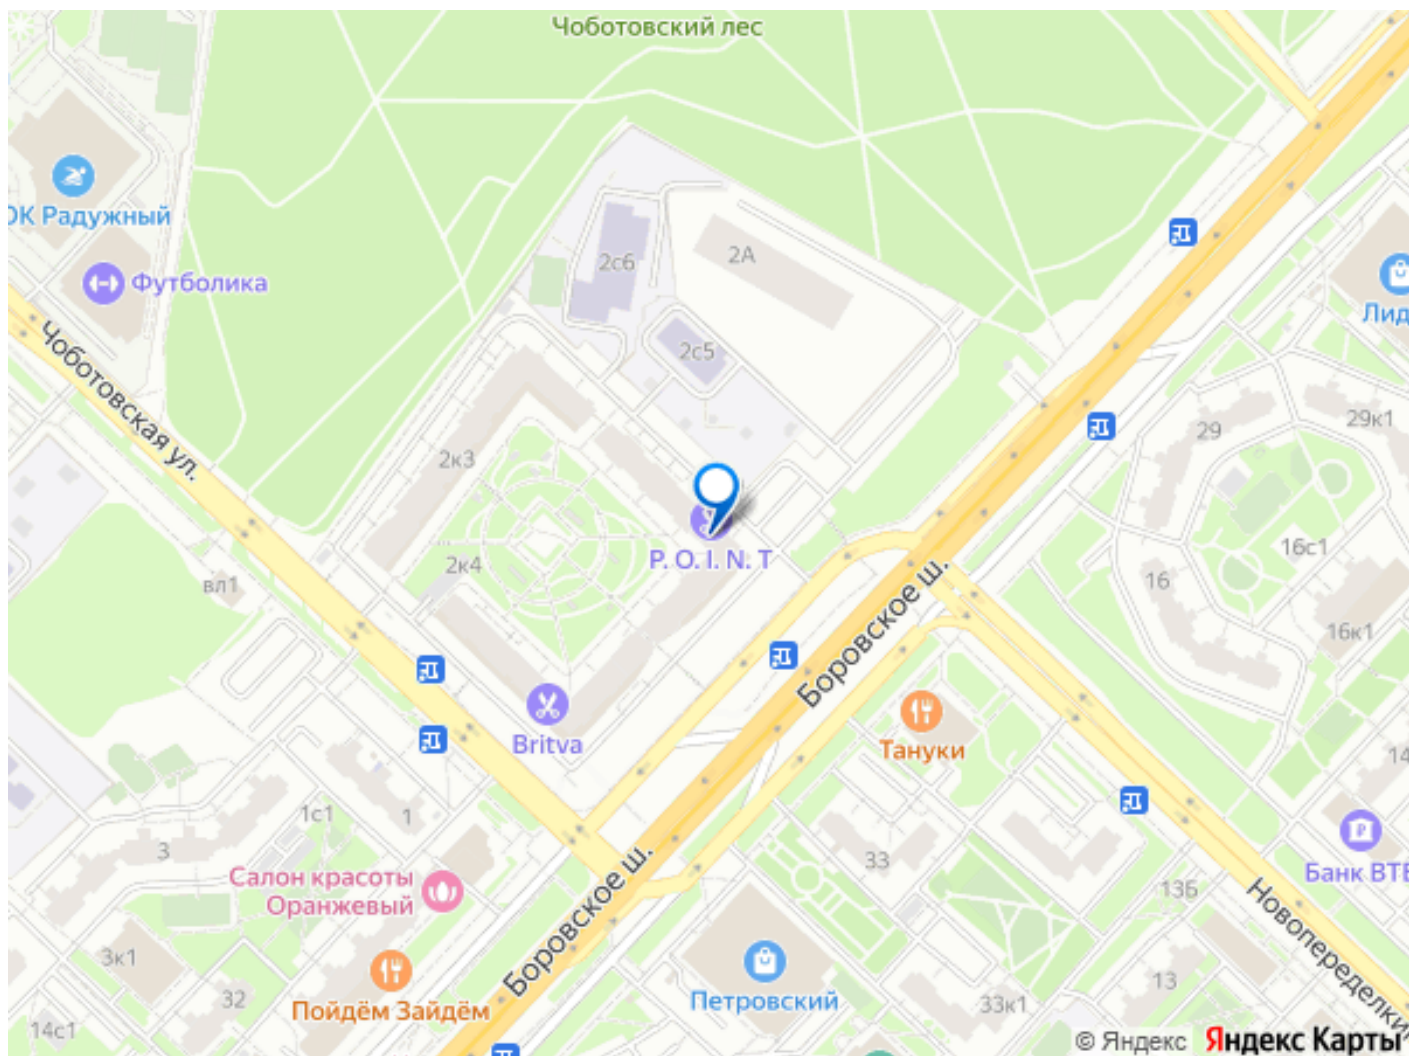 Чоботовский лес
ОК Радужный
Футболика
2с6
2А
Лид
Чоботовская ул.
2с5
29к1
29
2к3
16с1
P. O. I. N. T
2к4
16
вл1
16к1
Боровское ш.
Тануки
Britva
14
1с1
1
3
33
Банк ВТБ
Салон красоты
Оранжевый
13Б
Боровское ш.
Новопеределки
3к1
13
32
Петровский
33к1
Пойдём Зайдём
14с1
© Яндекс Яндекс Карты